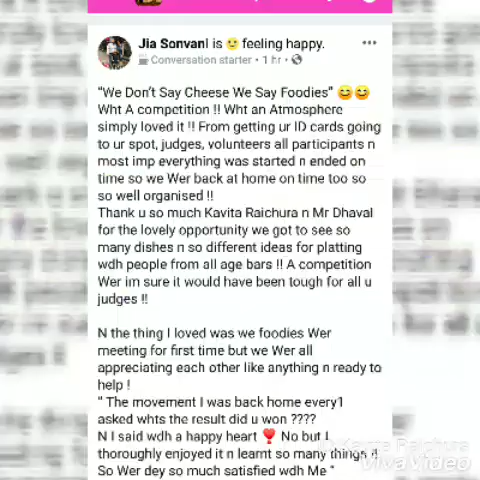 Jia Sonvani is 😉 feeling happy.
Conversation starter • 1 hr •
“We Don’t Say Cheese We Say Foodies” 😄😄
Wht A competition !! Wht an Atmosphere
simply loved it !! From getting ur ID cards going
to ur spot, judges, volunteers all participants n
most imp everything was started n ended on
time so we Wer back at home on time too so
so well organised !!
Thank u so much Kavita Raichura n Mr Dhaval
for the lovely opportunity we got to see so
many dishes n so different ideas for platting
wdh people from all age bars !! A competition
Wer im sure it would have been tough for all u
judges !!
N the thing I loved was we foodies Wer
meeting for first time but we Wer all
appreciating each other like anything n ready to
help !
“ The movement I was back home every1
asked whts the result did u won ????
N I said wdh a happy heart ❣️ No but I
thoroughly enjoyed it n learnt so many things !!
So Wer dey so much satisfied wdh Me “
Kavita Raichura
VivaVideo